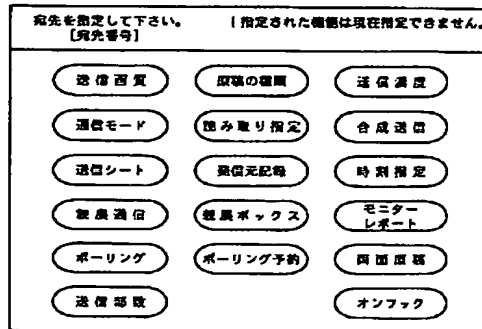 宛先を指定して下さい。
！指定された機能は現在指定できません。
[宛先番号]
送信画質
原稿の種類
送信濃度
通信モード
読み取り指定
合成送信
送信シート
発信元記録
時刻指定
親展通信
親展ボックス
モニター
レポート
ポーリング
ポーリング予約
両面原稿
送信部数
オンフック